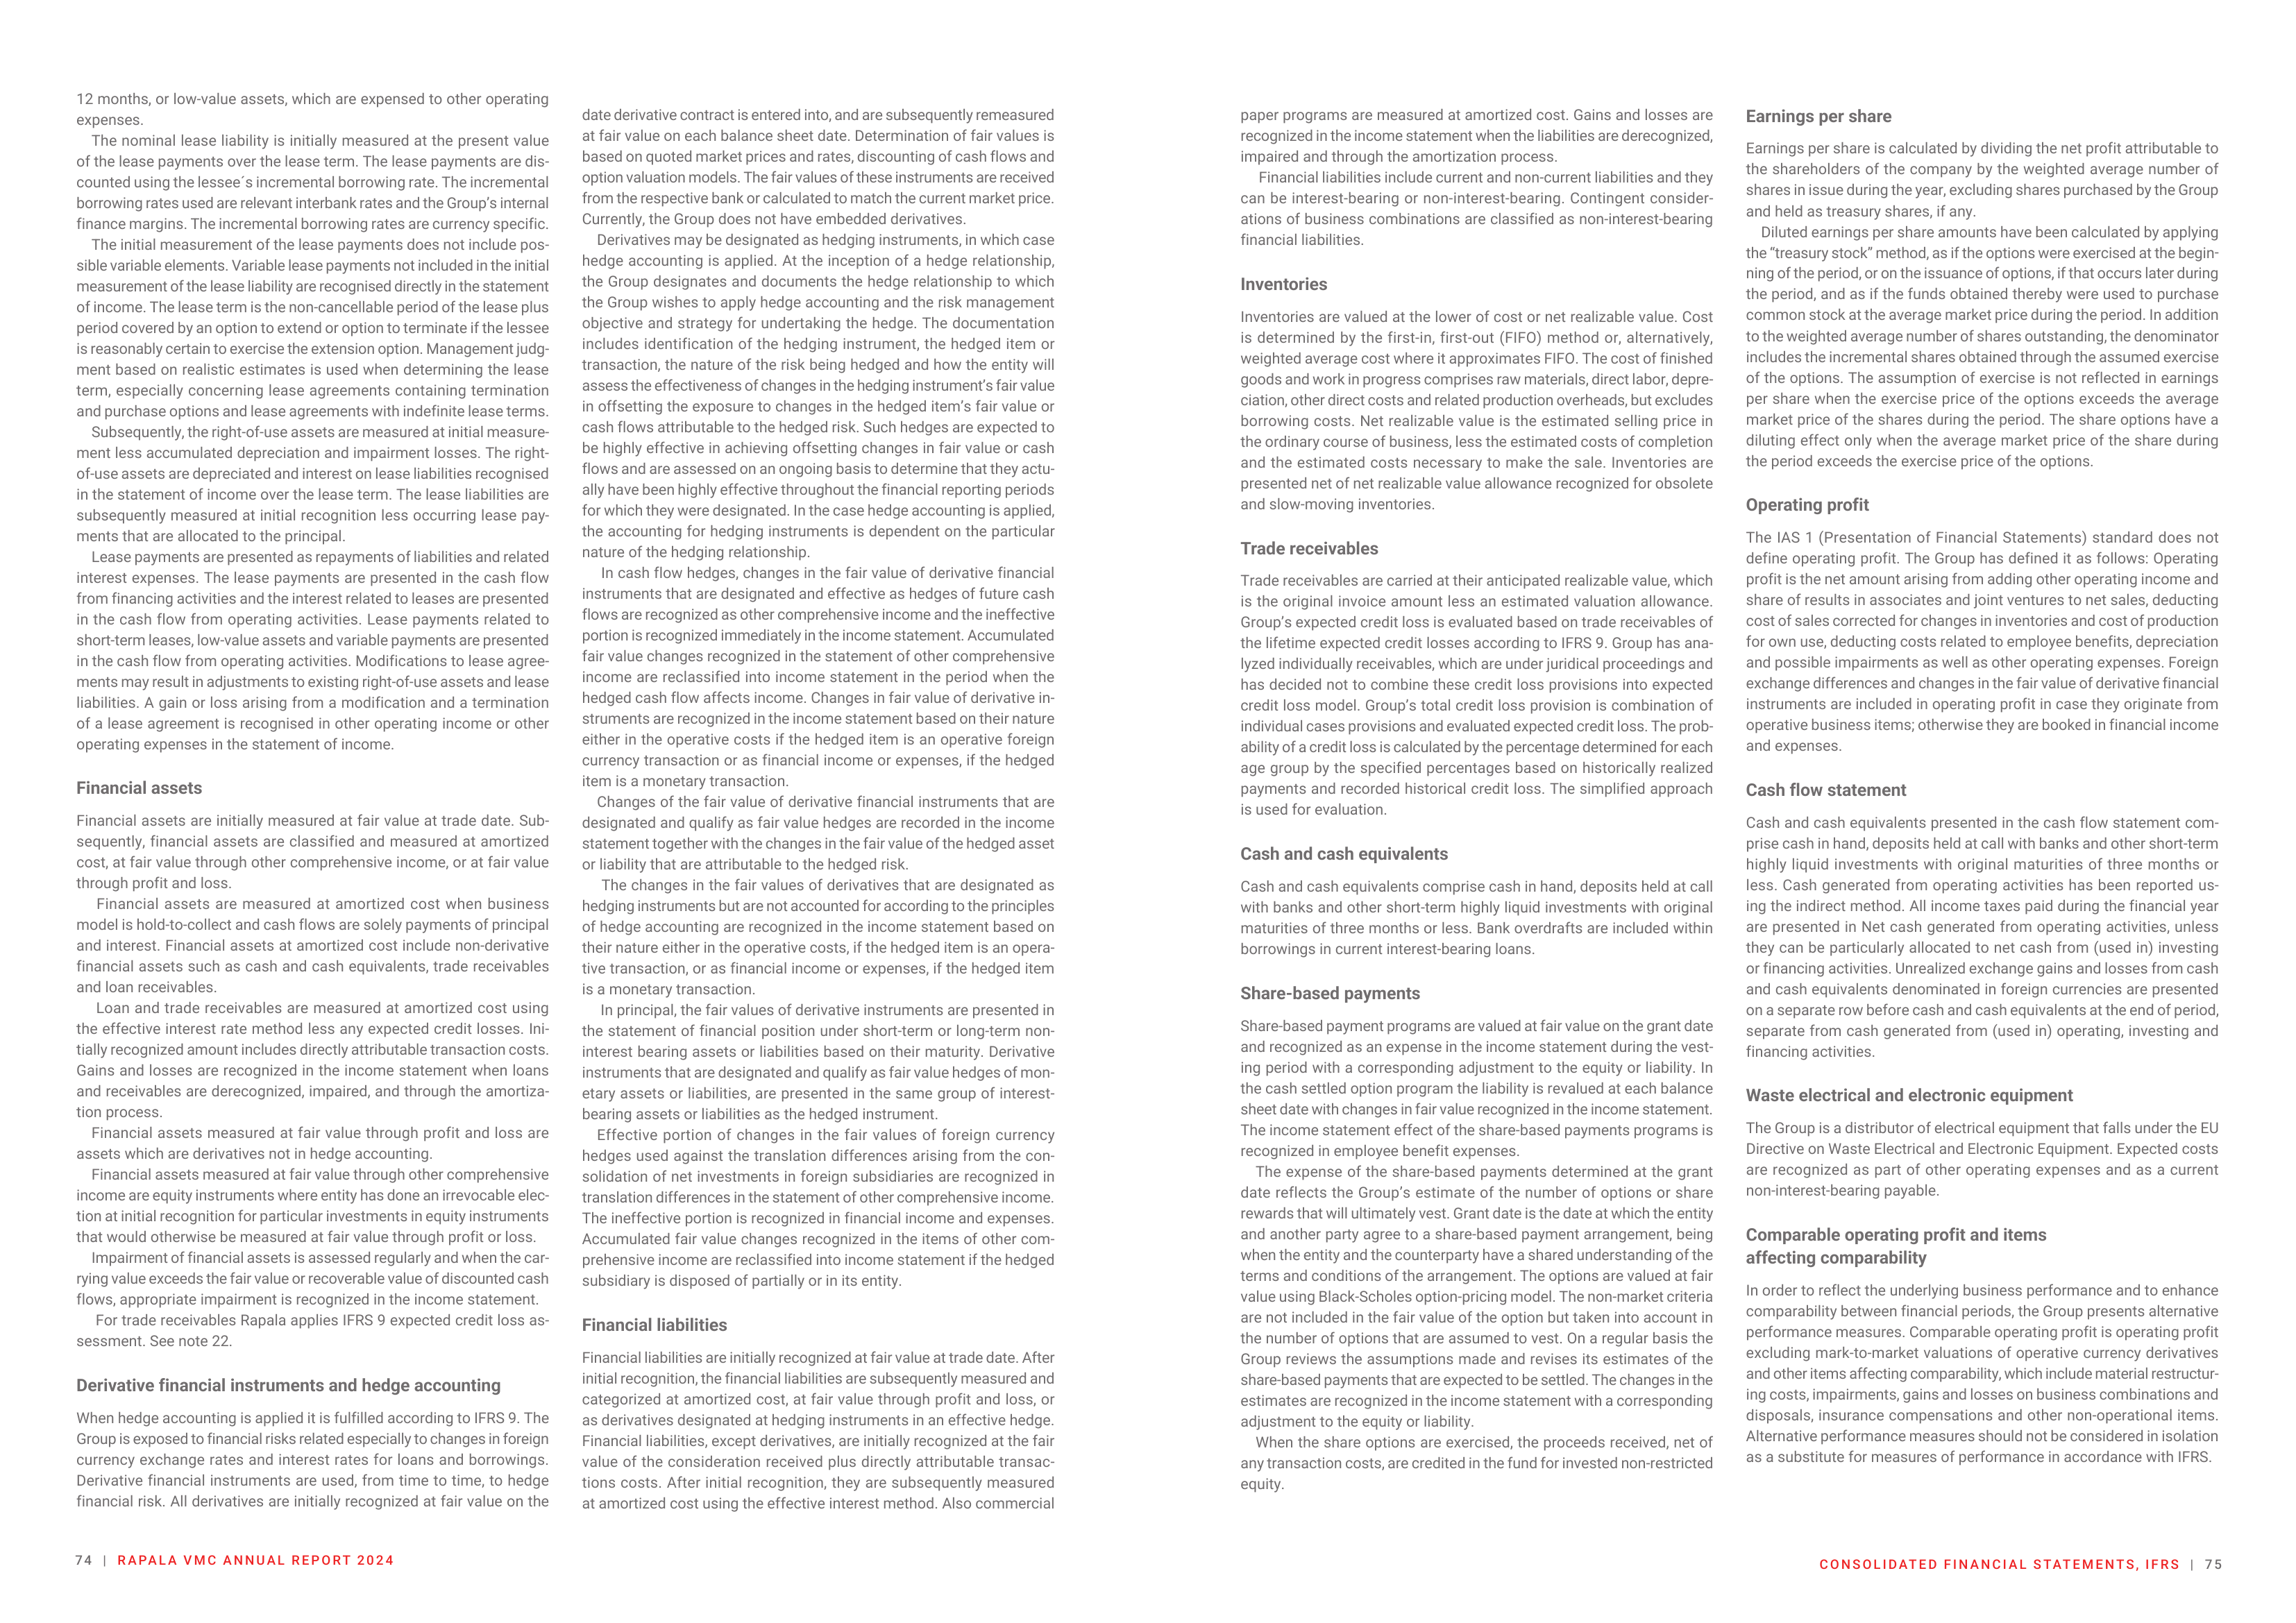 12 months, or low-value assets, which are expensed to other operating
expenses.
The nominal lease liability is initially measured at the present value
of the lease payments over the lease term. The lease payments are dis-
counted using the lessee´s incremental borrowing rate. The incremental
borrowing rates used are relevant interbank rates and the Group’s internal
finance margins. The incremental borrowing rates are currency specific.
The initial measurement of the lease payments does not include pos-
sible variable elements. Variable lease payments not included in the initial
measurement of the lease liability are recognised directly in the statement
of income. The lease term is the non-cancellable period of the lease plus
period covered by an option to extend or option to terminate if the lessee
is reasonably certain to exercise the extension option. Management judg-
ment based on realistic estimates is used when determining the lease
term, especially concerning lease agreements containing termination
and purchase options and lease agreements with indefinite lease terms.
Subsequently, the right-of-use assets are measured at initial measure-
ment less accumulated depreciation and impairment losses. The right-
of-use assets are depreciated and interest on lease liabilities recognised
in the statement of income over the lease term. The lease liabilities are
subsequently measured at initial recognition less occurring lease pay-
ments that are allocated to the principal.
Lease payments are presented as repayments of liabilities and related
interest expenses. The lease payments are presented in the cash flow
from financing activities and the interest related to leases are presented
in the cash flow from operating activities. Lease payments related to
short-term leases, low-value assets and variable payments are presented
in the cash flow from operating activities. Modifications to lease agree-
ments may result in adjustments to existing right-of-use assets and lease
liabilities. A gain or loss arising from a modification and a termination
of a lease agreement is recognised in other operating income or other
operating expenses in the statement of income.
Financial assets
Financial assets are initially measured at fair value at trade date. Sub-
sequently, financial assets are classified and measured at amortized
cost, at fair value through other comprehensive income, or at fair value
through profit and loss.
Financial assets are measured at amortized cost when business
model is hold-to-collect and cash flows are solely payments of principal
and interest. Financial assets at amortized cost include non-derivative
financial assets such as cash and cash equivalents, trade receivables
and loan receivables.
Loan and trade receivables are measured at amortized cost using
the effective interest rate method less any expected credit losses. Ini-
tially recognized amount includes directly attributable transaction costs.
Gains and losses are recognized in the income statement when loans
and receivables are derecognized, impaired, and through the amortiza-
tion process.
Financial assets measured at fair value through profit and loss are
assets which are derivatives not in hedge accounting.
Financial assets measured at fair value through other comprehensive
income are equity instruments where entity has done an irrevocable elec-
tion at initial recognition for particular investments in equity instruments
that would otherwise be measured at fair value through profit or loss.
Impairment of financial assets is assessed regularly and when the car-
rying value exceeds the fair value or recoverable value of discounted cash
flows, appropriate impairment is recognized in the income statement.
For trade receivables Rapala applies IFRS 9 expected credit loss as-
sessment. See note 22.
Derivative financial instruments and hedge accounting
When hedge accounting is applied it is fulfilled according to IFRS 9. The
Group is exposed to financial risks related especially to changes in foreign
currency exchange rates and interest rates for loans and borrowings.
Derivative financial instruments are used, from time to time, to hedge
financial risk. All derivatives are initially recognized at fair value on the
date derivative contract is entered into, and are subsequently remeasured
at fair value on each balance sheet date. Determination of fair values is
based on quoted market prices and rates, discounting of cash flows and
option valuation models. The fair values of these instruments are received
from the respective bank or calculated to match the current market price.
Currently, the Group does not have embedded derivatives.
Derivatives may be designated as hedging instruments, in which case
hedge accounting is applied. At the inception of a hedge relationship,
the Group designates and documents the hedge relationship to which
the Group wishes to apply hedge accounting and the risk management
objective and strategy for undertaking the hedge. The documentation
includes identification of the hedging instrument, the hedged item or
transaction, the nature of the risk being hedged and how the entity will
assess the effectiveness of changes in the hedging instrument’s fair value
in offsetting the exposure to changes in the hedged item’s fair value or
cash flows attributable to the hedged risk. Such hedges are expected to
be highly effective in achieving offsetting changes in fair value or cash
flows and are assessed on an ongoing basis to determine that they actu-
ally have been highly effective throughout the financial reporting periods
for which they were designated. In the case hedge accounting is applied,
the accounting for hedging instruments is dependent on the particular
nature of the hedging relationship.
In cash flow hedges, changes in the fair value of derivative financial
instruments that are designated and effective as hedges of future cash
flows are recognized as other comprehensive income and the ineffective
portion is recognized immediately in the income statement. Accumulated
fair value changes recognized in the statement of other comprehensive
income are reclassified into income statement in the period when the
hedged cash flow affects income. Changes in fair value of derivative in-
struments are recognized in the income statement based on their nature
either in the operative costs if the hedged item is an operative foreign
currency transaction or as financial income or expenses, if the hedged
item is a monetary transaction.
Changes of the fair value of derivative financial instruments that are
designated and qualify as fair value hedges are recorded in the income
statement together with the changes in the fair value of the hedged asset
or liability that are attributable to the hedged risk.
The changes in the fair values of derivatives that are designated as
hedging instruments but are not accounted for according to the principles
of hedge accounting are recognized in the income statement based on
their nature either in the operative costs, if the hedged item is an opera-
tive transaction, or as financial income or expenses, if the hedged item
is a monetary transaction.
In principal, the fair values of derivative instruments are presented in
the statement of financial position under short-term or long-term non-
interest bearing assets or liabilities based on their maturity. Derivative
instruments that are designated and qualify as fair value hedges of mon-
etary assets or liabilities, are presented in the same group of interest-
bearing assets or liabilities as the hedged instrument.
Effective portion of changes in the fair values of foreign currency
hedges used against the translation differences arising from the con-
solidation of net investments in foreign subsidiaries are recognized in
translation differences in the statement of other comprehensive income.
The ineffective portion is recognized in financial income and expenses.
Accumulated fair value changes recognized in the items of other com-
prehensive income are reclassified into income statement if the hedged
subsidiary is disposed of partially or in its entity.
Financial liabilities
Financial liabilities are initially recognized at fair value at trade date. After
initial recognition, the financial liabilities are subsequently measured and
categorized at amortized cost, at fair value through profit and loss, or
as derivatives designated at hedging instruments in an effective hedge.
Financial liabilities, except derivatives, are initially recognized at the fair
value of the consideration received plus directly attributable transac-
tions costs. After initial recognition, they are subsequently measured
at amortized cost using the effective interest method. Also commercial
paper programs are measured at amortized cost. Gains and losses are
recognized in the income statement when the liabilities are derecognized,
impaired and through the amortization process.
Financial liabilities include current and non-current liabilities and they
can be interest-bearing or non-interest-bearing. Contingent consider-
ations of business combinations are classified as non-interest-bearing
financial liabilities.
Inventories
Inventories are valued at the lower of cost or net realizable value. Cost
is determined by the first-in, first-out (FIFO) method or, alternatively,
weighted average cost where it approximates FIFO. The cost of finished
goods and work in progress comprises raw materials, direct labor, depre-
ciation, other direct costs and related production overheads, but excludes
borrowing costs. Net realizable value is the estimated selling price in
the ordinary course of business, less the estimated costs of completion
and the estimated costs necessary to make the sale. Inventories are
presented net of net realizable value allowance recognized for obsolete
and slow-moving inventories.
Trade receivables
Trade receivables are carried at their anticipated realizable value, which
is the original invoice amount less an estimated valuation allowance.
Group’s expected credit loss is evaluated based on trade receivables of
the lifetime expected credit losses according to IFRS 9. Group has ana-
lyzed individually receivables, which are under juridical proceedings and
has decided not to combine these credit loss provisions into expected
credit loss model. Group’s total credit loss provision is combination of
individual cases provisions and evaluated expected credit loss. The prob-
ability of a credit loss is calculated by the percentage determined for each
age group by the specified percentages based on historically realized
payments and recorded historical credit loss. The simplified approach
is used for evaluation.
Cash and cash equivalents
Cash and cash equivalents comprise cash in hand, deposits held at call
with banks and other short-term highly liquid investments with original
maturities of three months or less. Bank overdrafts are included within
borrowings in current interest-bearing loans.
Share-based payments
Share-based payment programs are valued at fair value on the grant date
and recognized as an expense in the income statement during the vest-
ing period with a corresponding adjustment to the equity or liability. In
the cash settled option program the liability is revalued at each balance
sheet date with changes in fair value recognized in the income statement.
The income statement effect of the share-based payments programs is
recognized in employee benefit expenses.
The expense of the share-based payments determined at the grant
date reflects the Group’s estimate of the number of options or share
rewards that will ultimately vest. Grant date is the date at which the entity
and another party agree to a share-based payment arrangement, being
when the entity and the counterparty have a shared understanding of the
terms and conditions of the arrangement. The options are valued at fair
value using Black-Scholes option-pricing model. The non-market criteria
are not included in the fair value of the option but taken into account in
the number of options that are assumed to vest. On a regular basis the
Group reviews the assumptions made and revises its estimates of the
share-based payments that are expected to be settled. The changes in the
estimates are recognized in the income statement with a corresponding
adjustment to the equity or liability.
When the share options are exercised, the proceeds received, net of
any transaction costs, are credited in the fund for invested non-restricted
equity.
Earnings per share
Earnings per share is calculated by dividing the net profit attributable to
the shareholders of the company by the weighted average number of
shares in issue during the year, excluding shares purchased by the Group
and held as treasury shares, if any.
Diluted earnings per share amounts have been calculated by applying
the “treasury stock” method, as if the options were exercised at the begin-
ning of the period, or on the issuance of options, if that occurs later during
the period, and as if the funds obtained thereby were used to purchase
common stock at the average market price during the period. In addition
to the weighted average number of shares outstanding, the denominator
includes the incremental shares obtained through the assumed exercise
of the options. The assumption of exercise is not reflected in earnings
per share when the exercise price of the options exceeds the average
market price of the shares during the period. The share options have a
diluting effect only when the average market price of the share during
the period exceeds the exercise price of the options.
Operating profit
The IAS 1 (Presentation of Financial Statements) standard does not
define operating profit. The Group has defined it as follows: Operating
profit is the net amount arising from adding other operating income and
share of results in associates and joint ventures to net sales, deducting
cost of sales corrected for changes in inventories and cost of production
for own use, deducting costs related to employee benefits, depreciation
and possible impairments as well as other operating expenses. Foreign
exchange differences and changes in the fair value of derivative financial
instruments are included in operating profit in case they originate from
operative business items; otherwise they are booked in financial income
and expenses.
Cash flow statement
Cash and cash equivalents presented in the cash flow statement com-
prise cash in hand, deposits held at call with banks and other short-term
highly liquid investments with original maturities of three months or
less. Cash generated from operating activities has been reported us-
ing the indirect method. All income taxes paid during the financial year
are presented in Net cash generated from operating activities, unless
they can be particularly allocated to net cash from (used in) investing
or financing activities. Unrealized exchange gains and losses from cash
and cash equivalents denominated in foreign currencies are presented
on a separate row before cash and cash equivalents at the end of period,
separate from cash generated from (used in) operating, investing and
financing activities.
Waste electrical and electronic equipment
The Group is a distributor of electrical equipment that falls under the EU
Directive on Waste Electrical and Electronic Equipment. Expected costs
are recognized as part of other operating expenses and as a current
non-interest-bearing payable.
Comparable operating profit and items
affecting comparability
In order to reflect the underlying business performance and to enhance
comparability between financial periods, the Group presents alternative
performance measures. Comparable operating profit is operating profit
excluding mark-to-market valuations of operative currency derivatives
and other items affecting comparability, which include material restructur-
ing costs, impairments, gains and losses on business combinations and
disposals, insurance compensations and other non-operational items.
Alternative performance measures should not be considered in isolation
as a substitute for measures of performance in accordance with IFRS.
74 | RAPALA VMC ANNUAL REPORT 2024
CONSOLIDATED FINANCIAL STATEMENTS, IFRS | 75